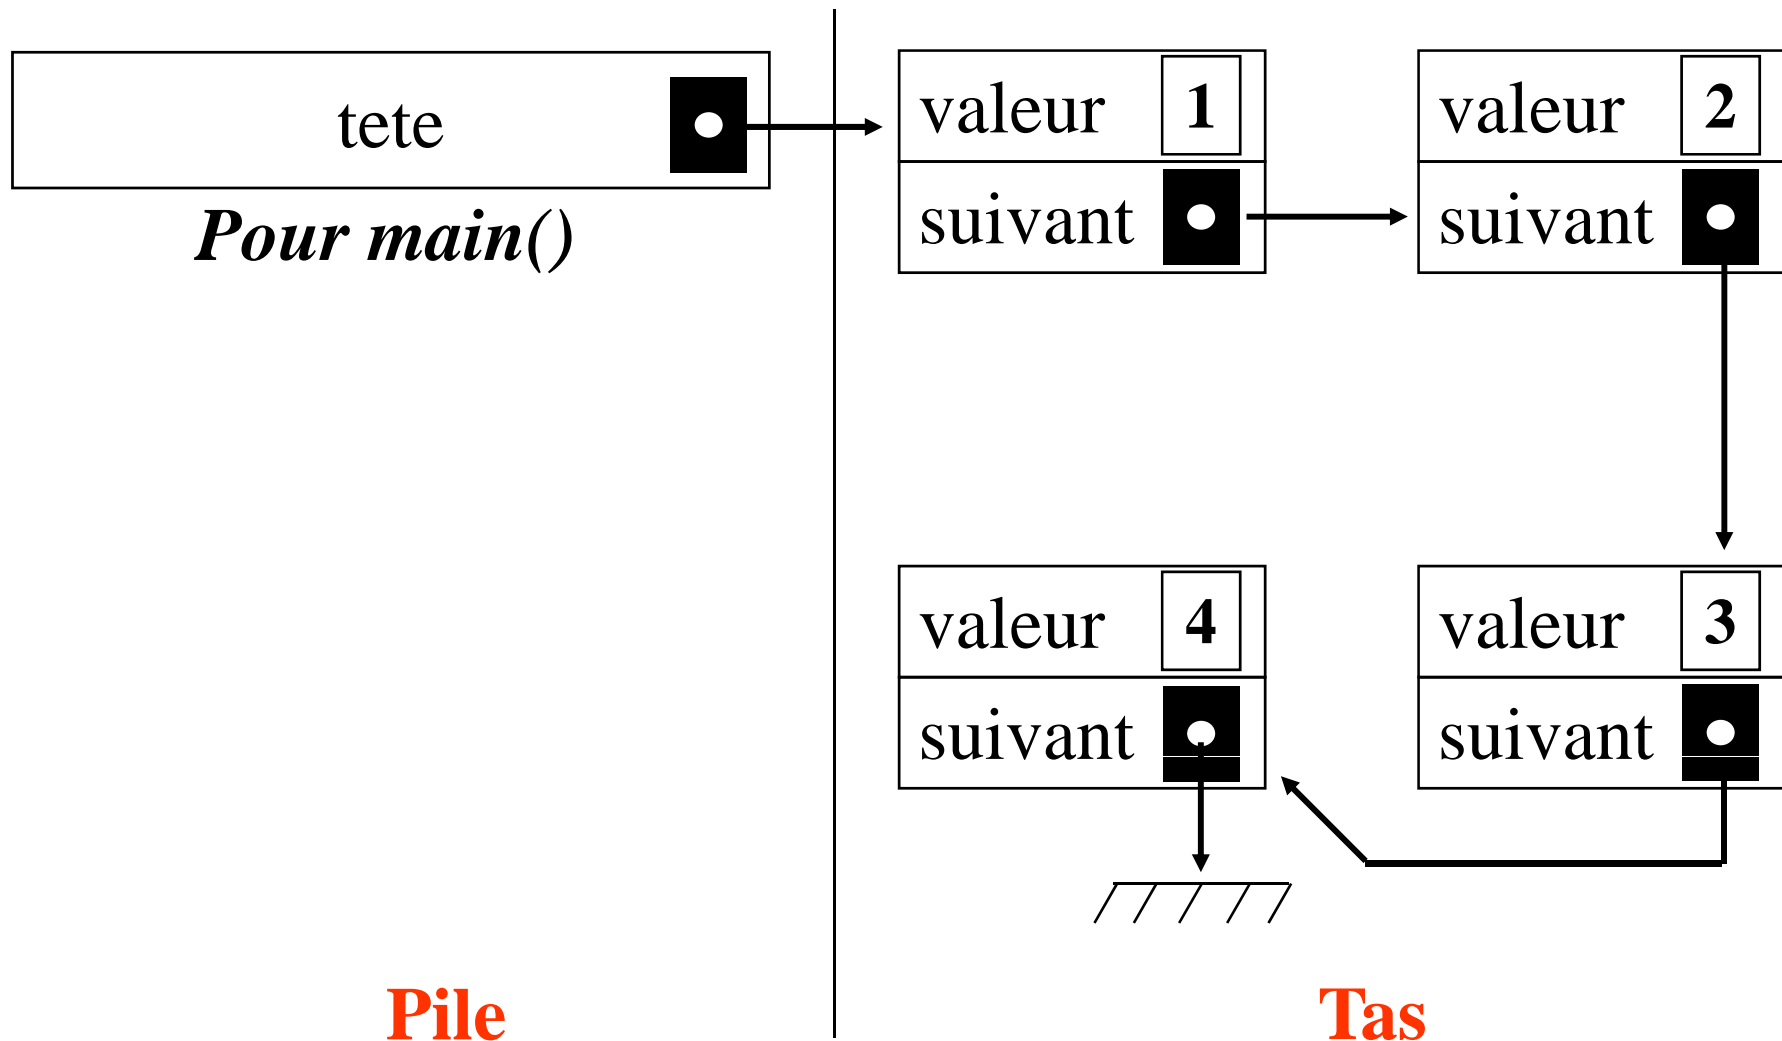 tete
Pour main()
valeur 1
suivant
valeur 2
suivant
valeur 4
suivant
valeur 3
suivant
Pile
Tas